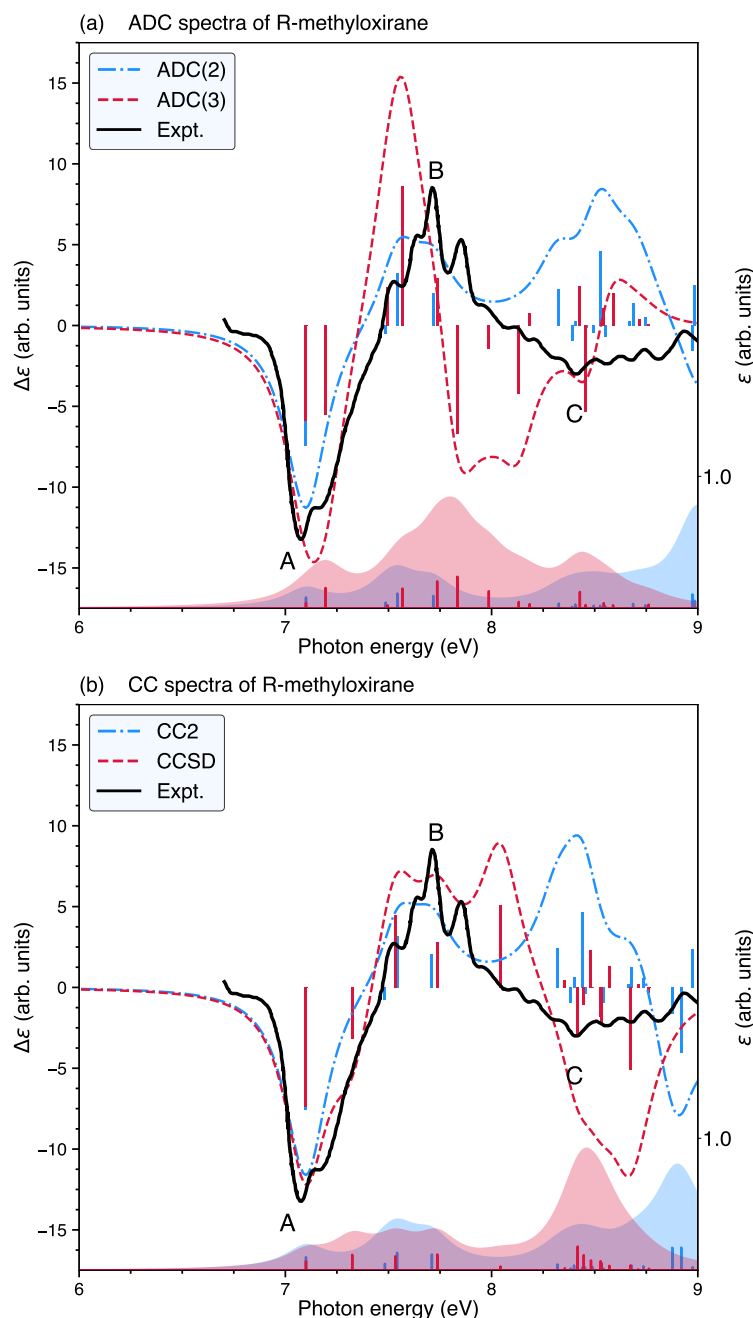 (a) ADC spectra of R-methyloxirane
ADC(2)
ADC(3)
Expt.
15
10
5
0
−5
−10
−15
Δε (arb. units)
ε (arb. units)
1.0
A
B
C
6 7 8 9
Photon energy (eV)
(b) CC spectra of R-methyloxirane
CC2
CCSD
Expt.
15
10
5
0
−5
−10
−15
Δε (arb. units)
ε (arb. units)
1.0
A
B
C
6 7 8 9
Photon energy (eV)